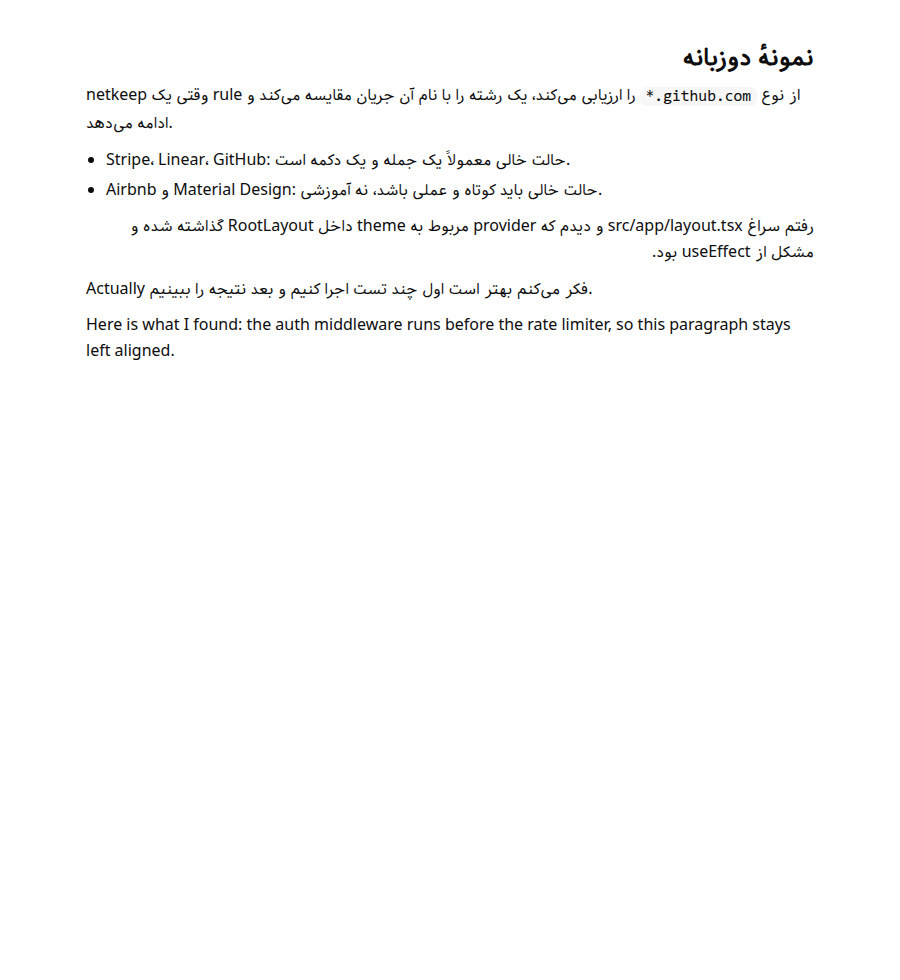 نمونهٔ دوزبانه
netkeep وقتی یک rule از نوع *.github.com را ارزیابی می‌کند، یک رشته را با نام آن جریان مقایسه می‌کند و
ادامه می‌دهد.
Stripe، Linear، GitHub: حالت خالی معمولاً یک جمله و یک دکمه است.
Airbnb و Material Design: حالت خالی باید کوتاه و عملی باشد، نه آموزشی.
رفتم سراغ src/app/layout.tsx و دیدم که provider مربوط به theme داخل RootLayout گذاشته شده و
مشکل از useEffect بود.
Actually فکر می‌کنم بهتر است اول چند تست اجرا کنیم و بعد نتیجه را ببینیم.
Here is what I found: the auth middleware runs before the rate limiter, so this paragraph stays
left aligned.